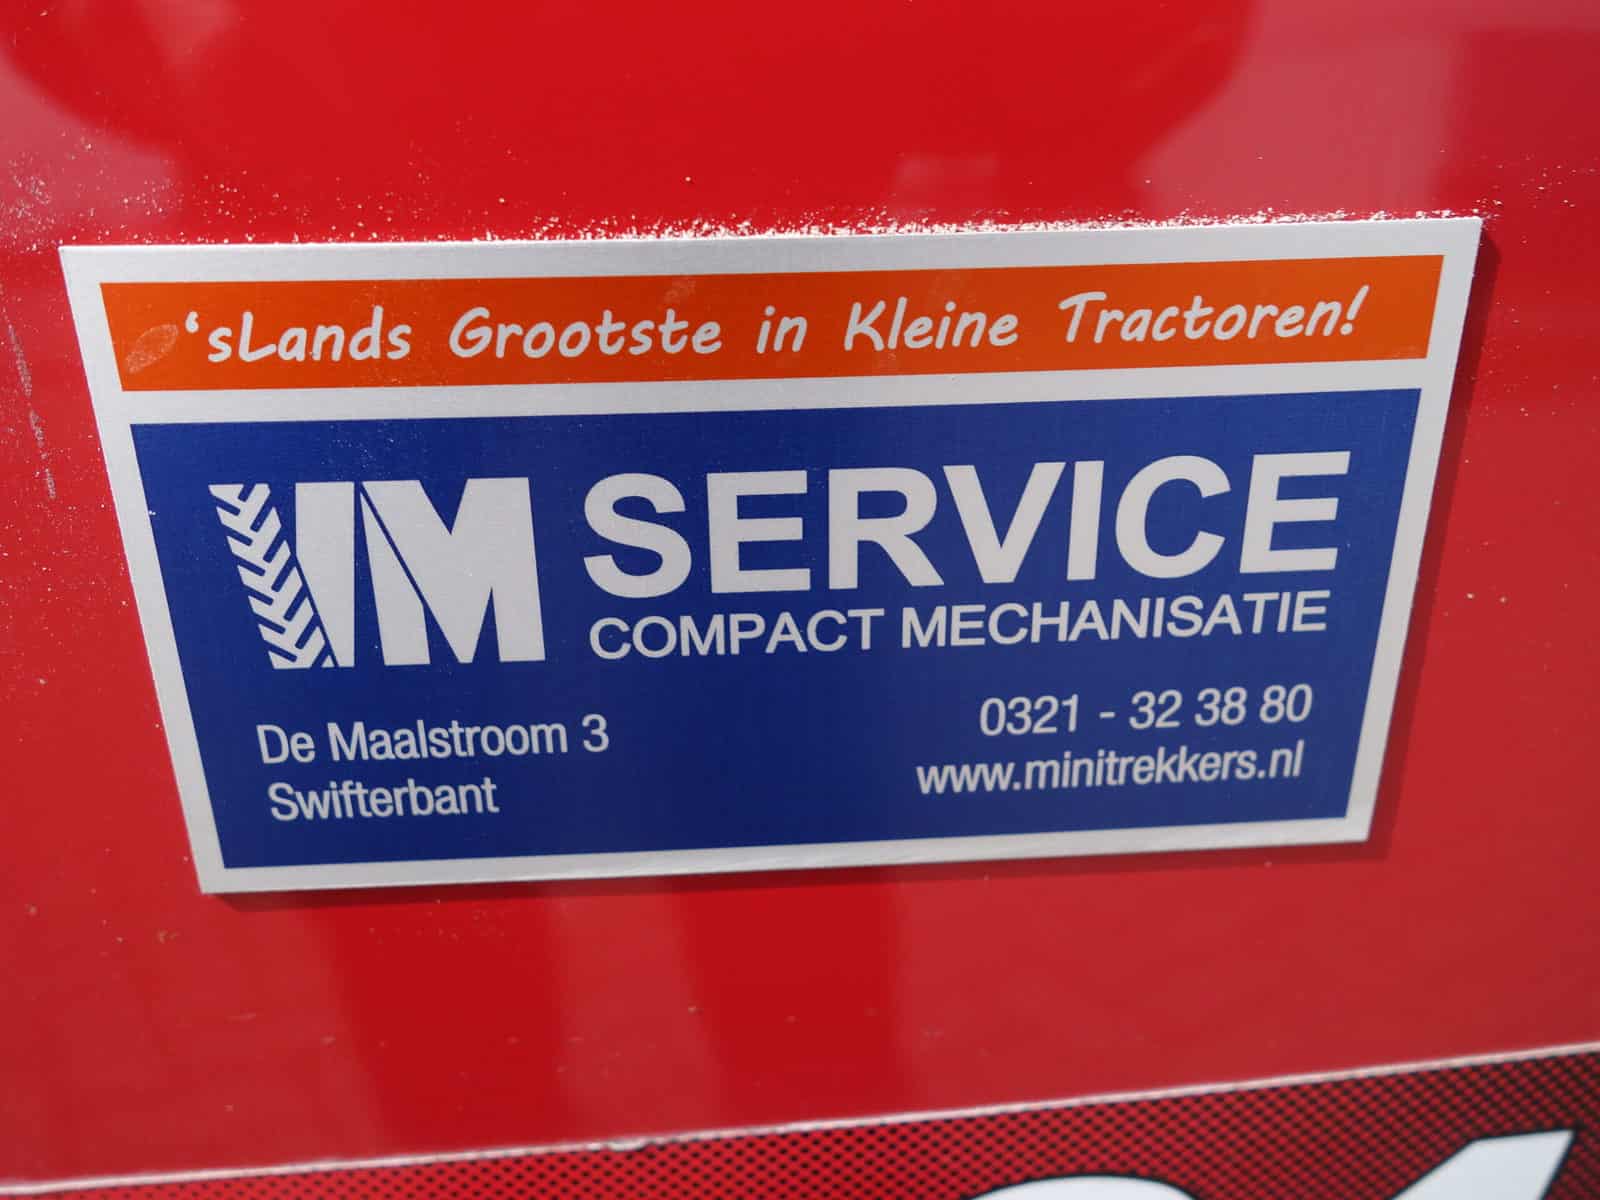 ‘sLands Grootste in Kleine Tractoren!
IM SERVICE
COMPACT MECHANISATIE
De Maalstroom 3
Swifterbant
0321 - 32 38 80
www.minitrekkers.nl